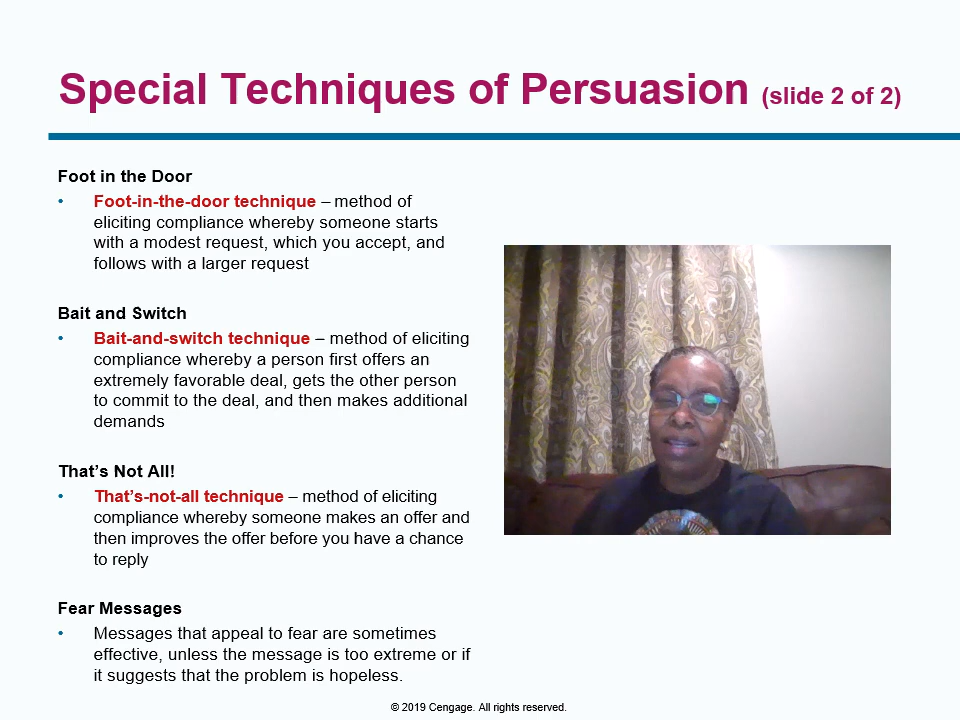 Special Techniques of Persuasion (slide 2 of 2)
Foot in the Door
• Foot-in-the-door technique – method of
eliciting compliance whereby someone starts
with a modest request, which you accept, and
follows with a larger request
Bait and Switch
• Bait-and-switch technique – method of eliciting
compliance whereby a person first offers an
extremely favorable deal, gets the other person
to commit to the deal, and then makes additional
demands
That’s Not All!
• That’s-not-all technique – method of eliciting
compliance whereby someone makes an offer and
then improves the offer before you have a chance
to reply
Fear Messages
• Messages that appeal to fear are sometimes
effective, unless the message is too extreme or if
it suggests that the problem is hopeless.
© 2019 Cengage. All rights reserved.